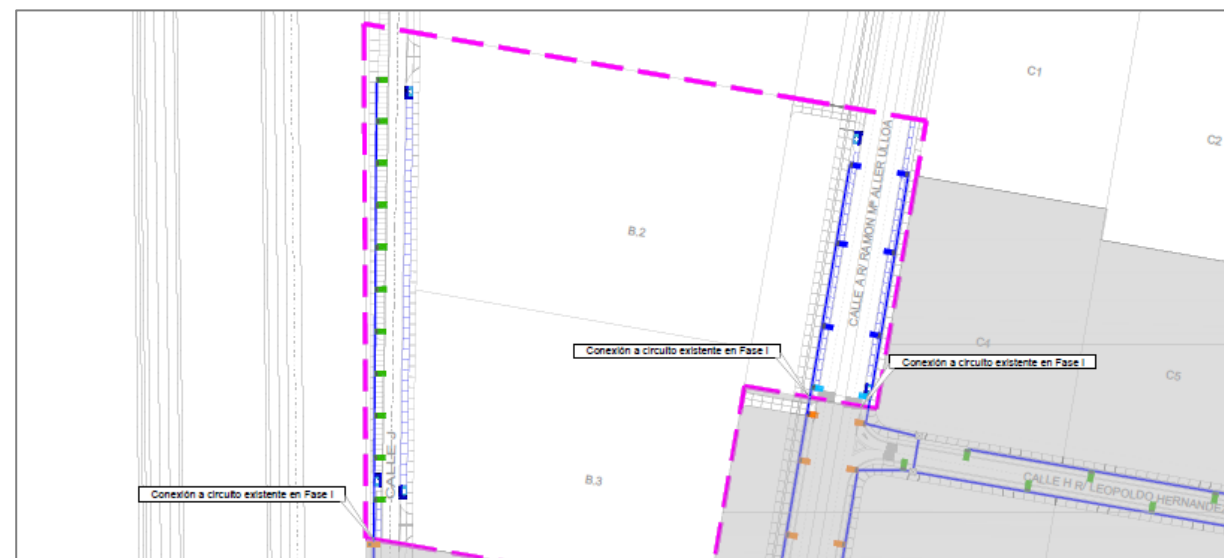 C1
C2
CALLE A R/ RAMON Mª ALLER ULLOA
B.2
C4
Conexión a circuito existente en Fase I
Conexión a circuito existente en Fase I
C5
CALLE J
B.3
CALLE H R/ LEOPOLDO HERNANDEZ
Conexión a circuito existente en Fase I